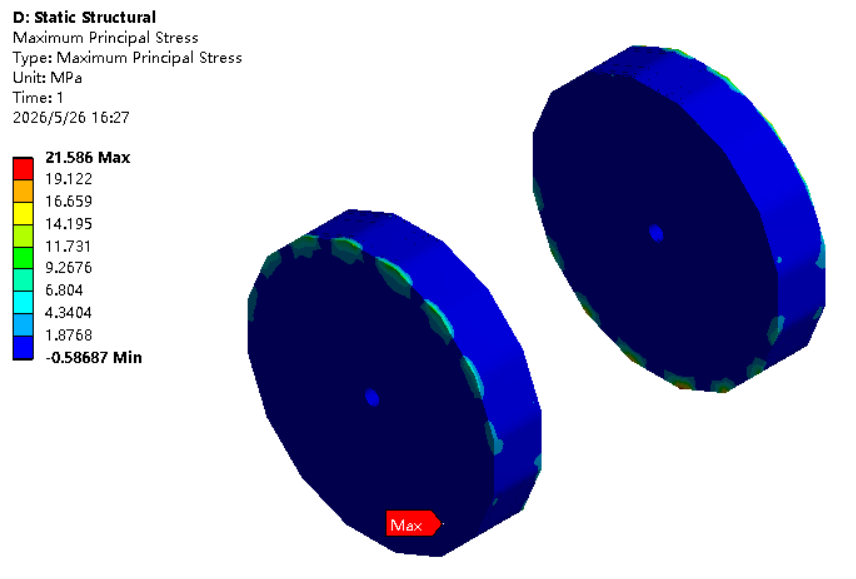 D: Static Structural
Maximum Principal Stress
Type: Maximum Principal Stress
Unit: MPa
Time: 1
2026/5/26 16:27
21.586 Max
19.122
16.659
14.195
11.731
9.2676
6.804
4.3404
1.8768
-0.58687 Min
Max